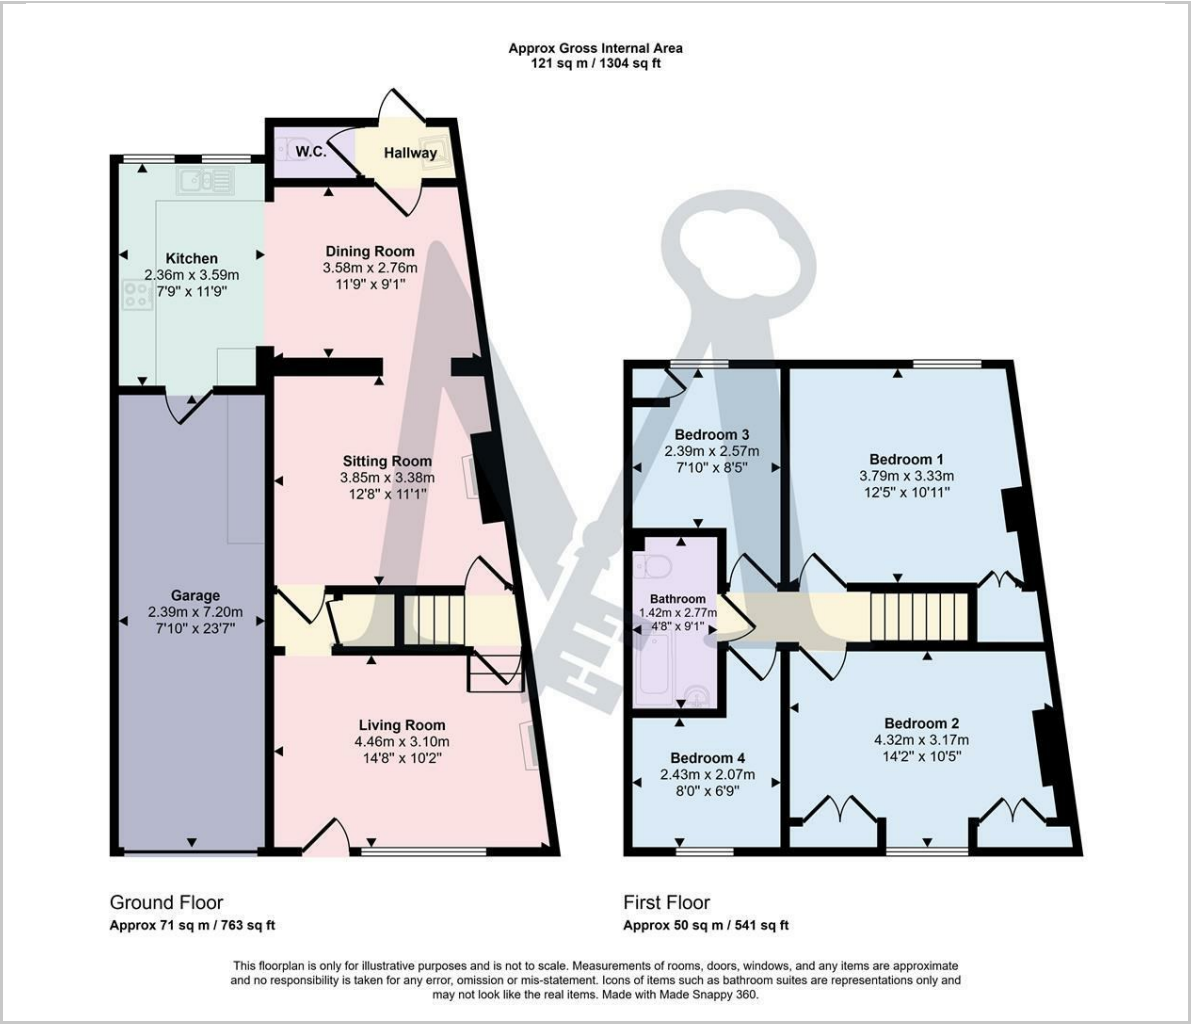 Approx Gross Internal Area
121 sq m / 1304 sq ft
W.C.
Hallway
Kitchen
2.36m x 3.59m
7'9" x 11'9"
Dining Room
3.58m x 2.76m
11'9" x 9'1"
Sitting Room
3.85m x 3.38m
12'8" x 11'1"
Garage
2.39m x 7.20m
7'10" x 23'7"
Living Room
4.46m x 3.10m
14'8" x 10'2"
Bedroom 3
2.39m x 2.57m
7'10" x 8'5"
Bedroom 1
3.79m x 3.33m
12'5" x 10'11"
Bathroom
1.42m x 2.77m
4'8" x 9'1"
Bedroom 2
4.32m x 3.17m
14'2" x 10'5"
Bedroom 4
2.43m x 2.07m
8'0" x 6'9"
Ground Floor
Approx 71 sq m / 763 sq ft
First Floor
Approx 50 sq m / 541 sq ft
This floorplan is only for illustrative purposes and is not to scale. Measurements of rooms, doors, windows, and any items are approximate
and no responsibility is taken for any error, omission or mis-statement. Icons of items such as bathroom suites are representations only and
may not look like the real items. Made with Made Snappy 360.